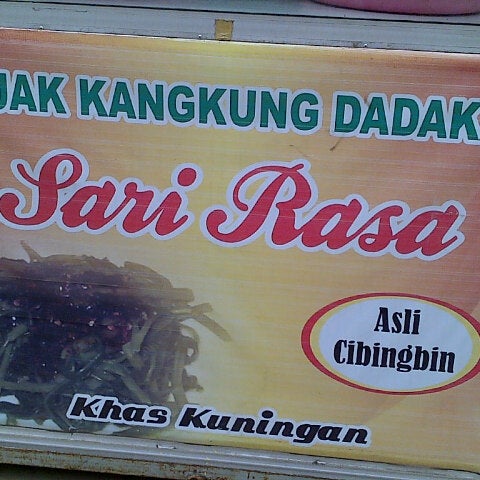 JAK KANGKUNG DADAK
Sari Rasa
Asli
Cibingbin
Khas Kuningan